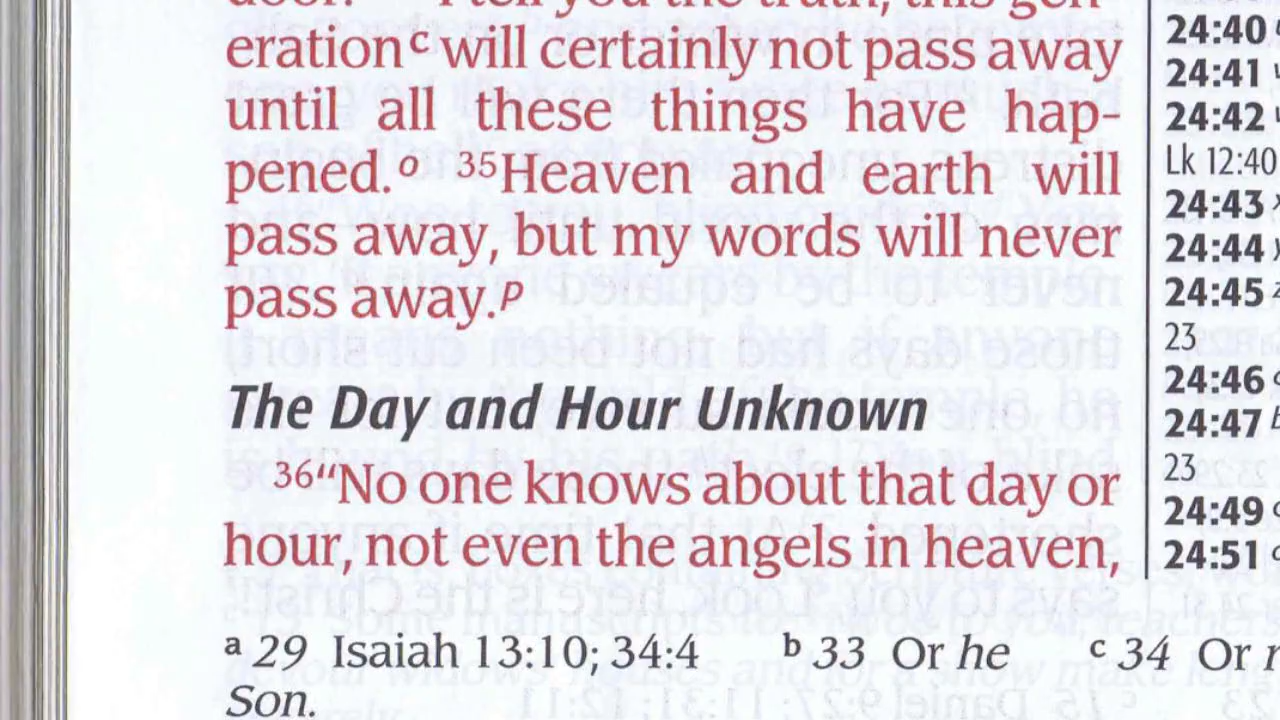 eration c will certainly not pass away
until all these things have hap-
pened. o 35 Heaven and earth will
pass away, but my words will never
pass away. p
The Day and Hour Unknown
36 “No one knows about that day or
hour, not even the angels in heaven,
24:40
24:41
24:42
Lk 12:40
24:43
24:44
24:45
23
24:46
24:47
23
24:49
24:51
a 29 Isaiah 13:10; 34:4 b 33 Or he c 34 Or
Son.